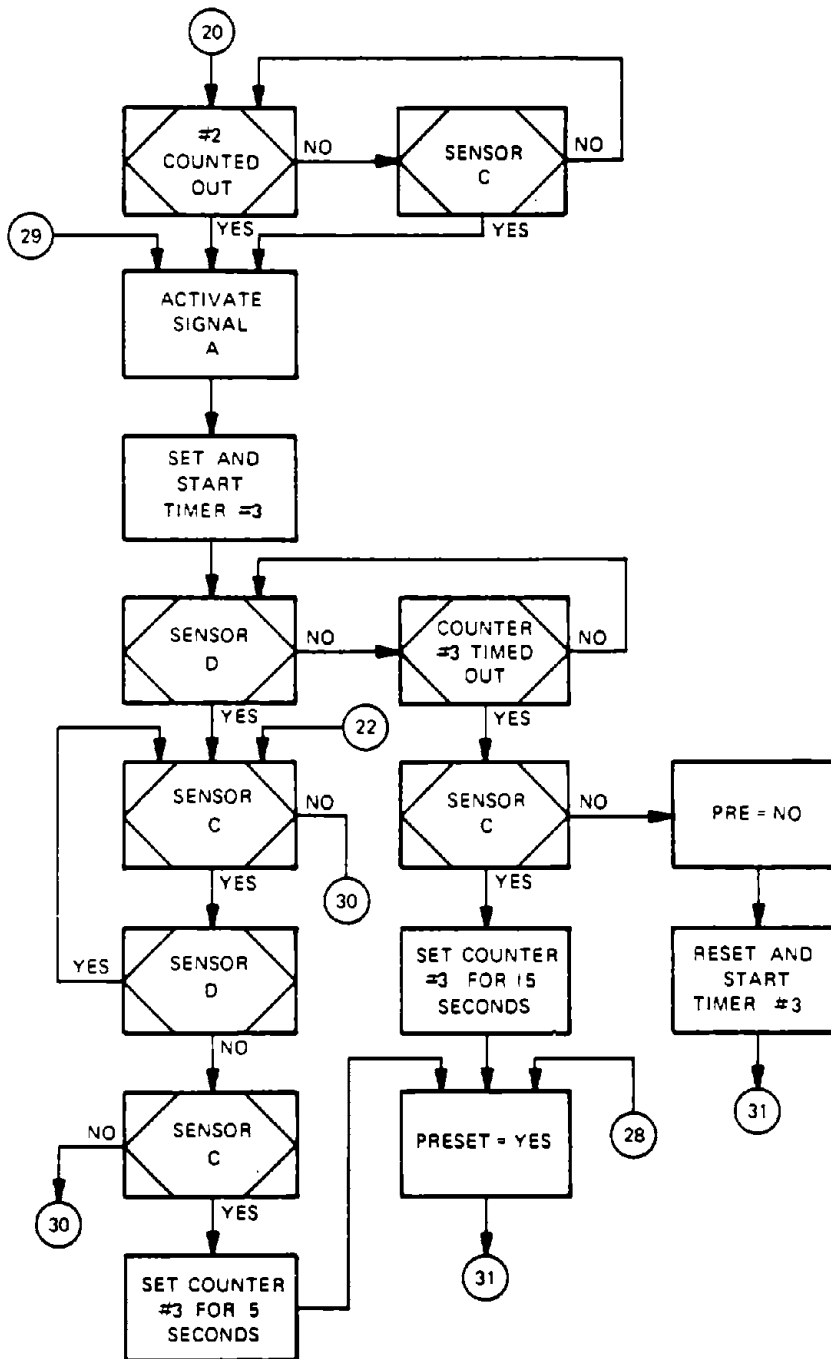 20
#2
COUNTED
OUT
NO
SENSOR
C
NO
YES
YES
29
ACTIVATE
SIGNAL
A
SET AND
START
TIMER #3
SENSOR
D
NO
COUNTER
#3 TIMED
OUT
NO
YES
22
YES
SENSOR
C
NO
30
SENSOR
C
NO
PRE = NO
YES
YES
SENSOR
D
YES
NO
SET COUNTER
#3 FOR 15
SECONDS
RESET AND
START
TIMER #3
31
SENSOR
C
NO
30
YES
PRESET = YES
28
31
SET COUNTER
#3 FOR 5
SECONDS